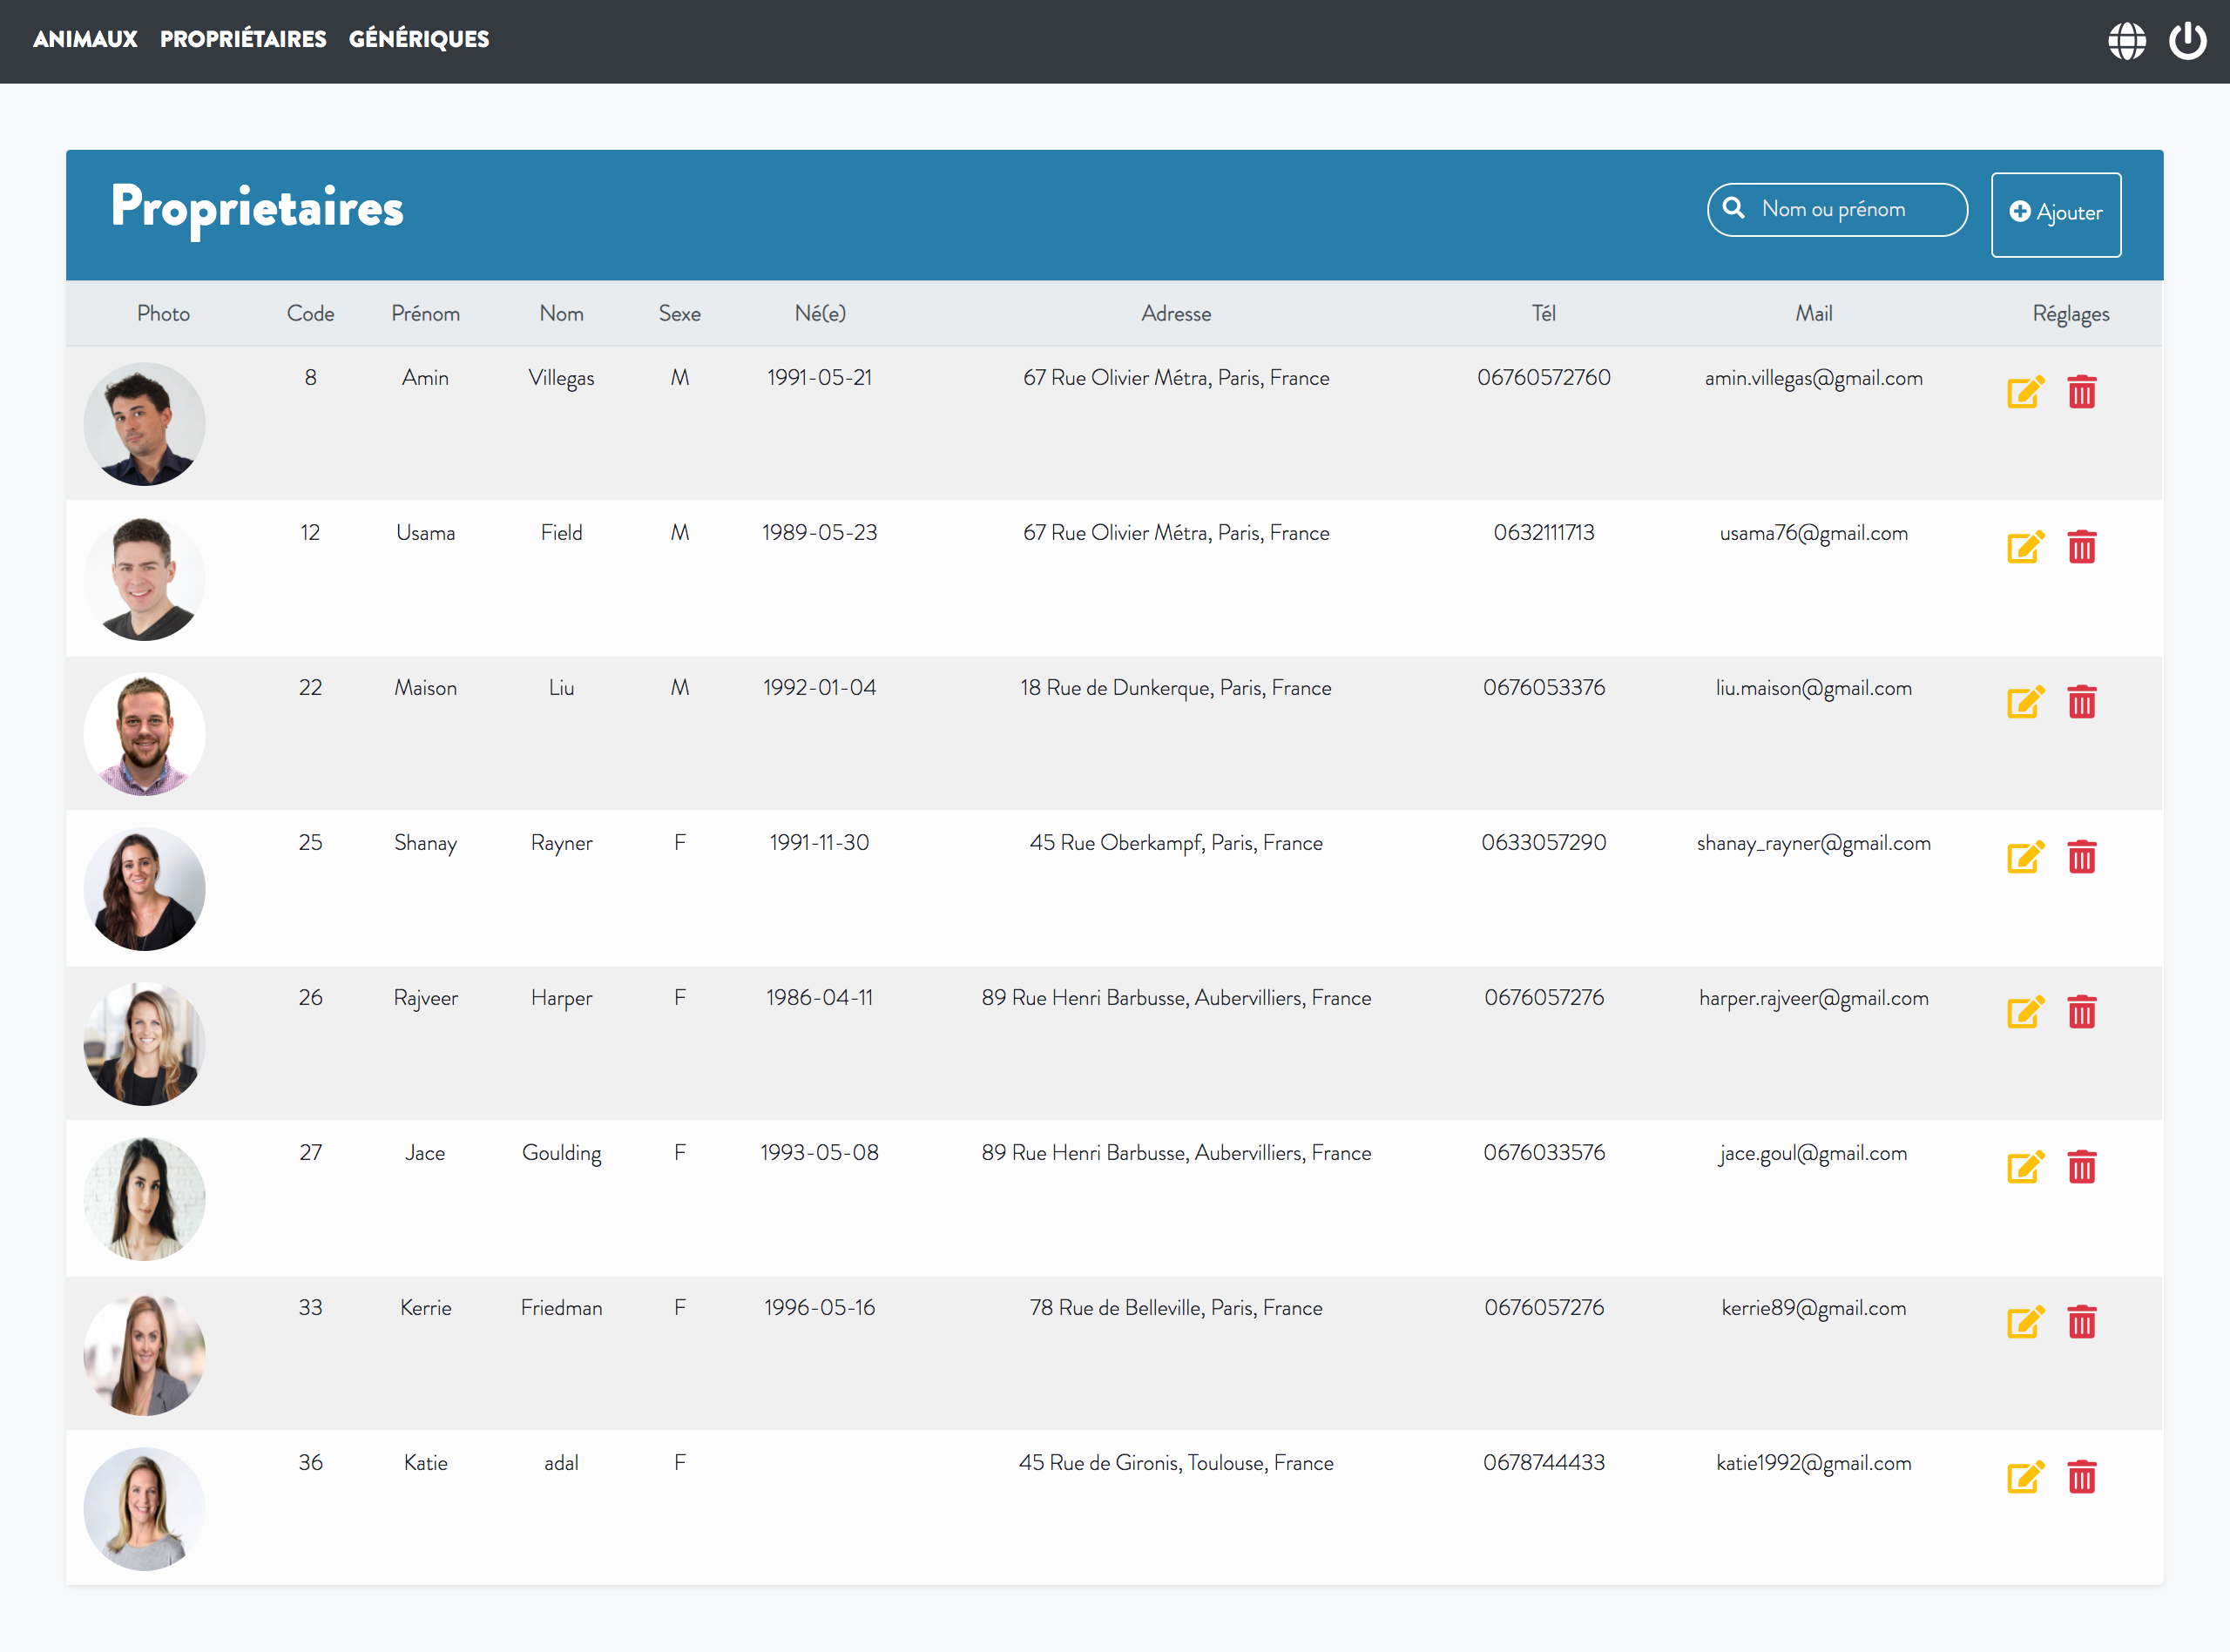 ANIMAUX PROPRIÉTAIRES GÉNÉRIQUES
Proprietaires Nom ou prénom Ajouter
Photo Code Prénom Nom Sexe Né(e) Adresse Tél Mail Réglages
8 Amin Villegas M 1991-05-21 67 Rue Olivier Métra, Paris, France 06760572760 amin.villegas@gmail.com
12 Usama Field M 1989-05-23 67 Rue Olivier Métra, Paris, France 0632111713 usama76@gmail.com
22 Maison Liu M 1992-01-04 18 Rue de Dunkerque, Paris, France 0676053376 liu.maison@gmail.com
25 Shanay Rayner F 1991-11-30 45 Rue Oberkampf, Paris, France 0633057290 shanay_rayner@gmail.com
26 Rajveer Harper F 1986-04-11 89 Rue Henri Barbusse, Aubervilliers, France 0676057276 harper.rajveer@gmail.com
27 Jace Goulding F 1993-05-08 89 Rue Henri Barbusse, Aubervilliers, France 0676033576 jace.goul@gmail.com
33 Kerrie Friedman F 1996-05-16 78 Rue de Belleville, Paris, France 0676057276 kerrie89@gmail.com
36 Katie adal F 45 Rue de Gironis, Toulouse, France 0678744433 katie1992@gmail.com